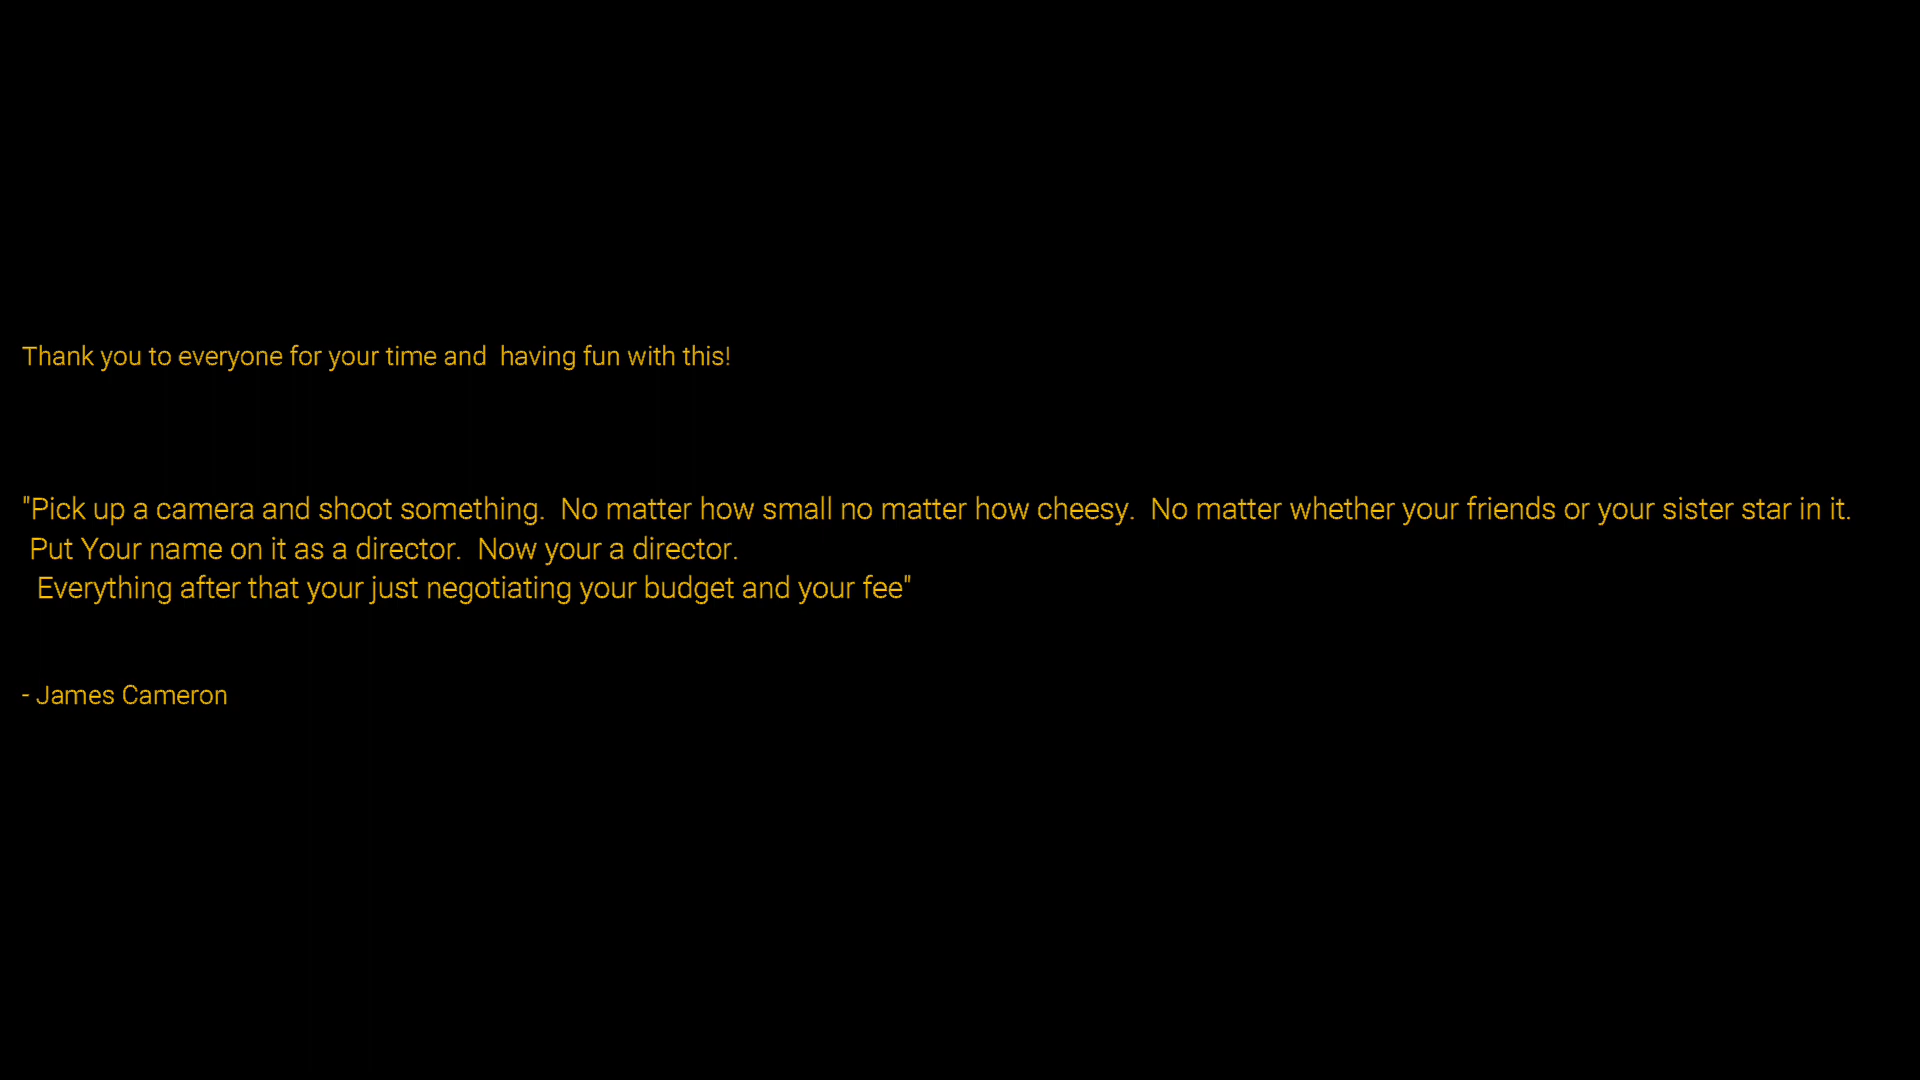 Thank you to everyone for your time and  having fun with this!
"Pick up a camera and shoot something.  No matter how small no matter how cheesy.  No matter whether your friends or your sister star in it.
Put Your name on it as a director.  Now your a director.
Everything after that your just negotiating your budget and your fee"
- James Cameron